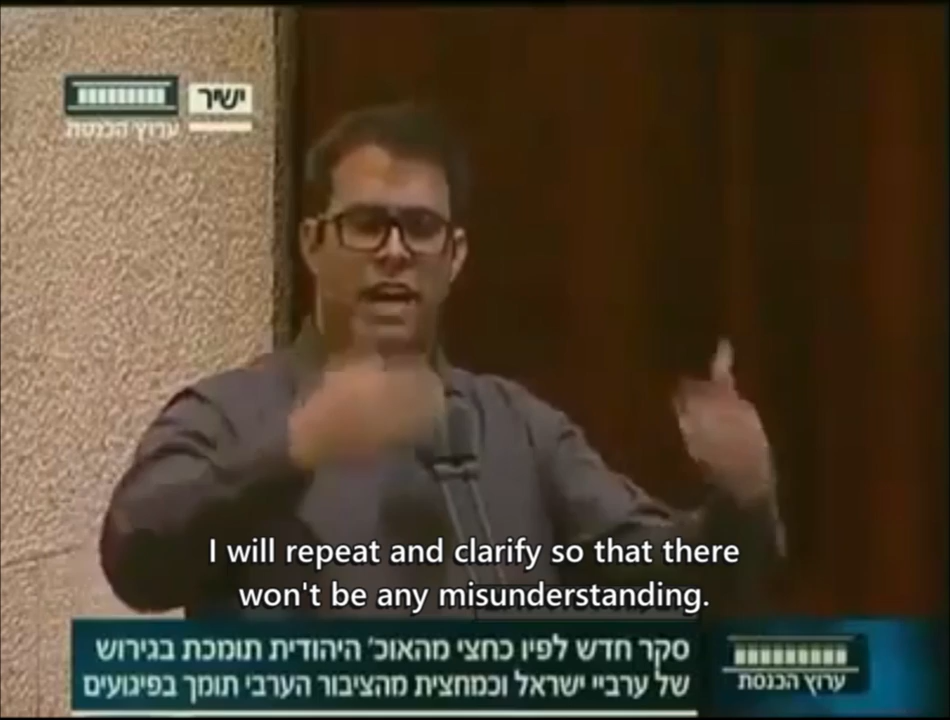 ישיר
ערוץ הכנסת
I will repeat and clarify so that there
won't be any misunderstanding.
סקר חדש לפיו כחצי מהאוכ' היהודית תומכת בגירוש
של ערביי ישראל וכמחצית מהציבור הערבי תומך בפיגועים
ערוץ הכנסת